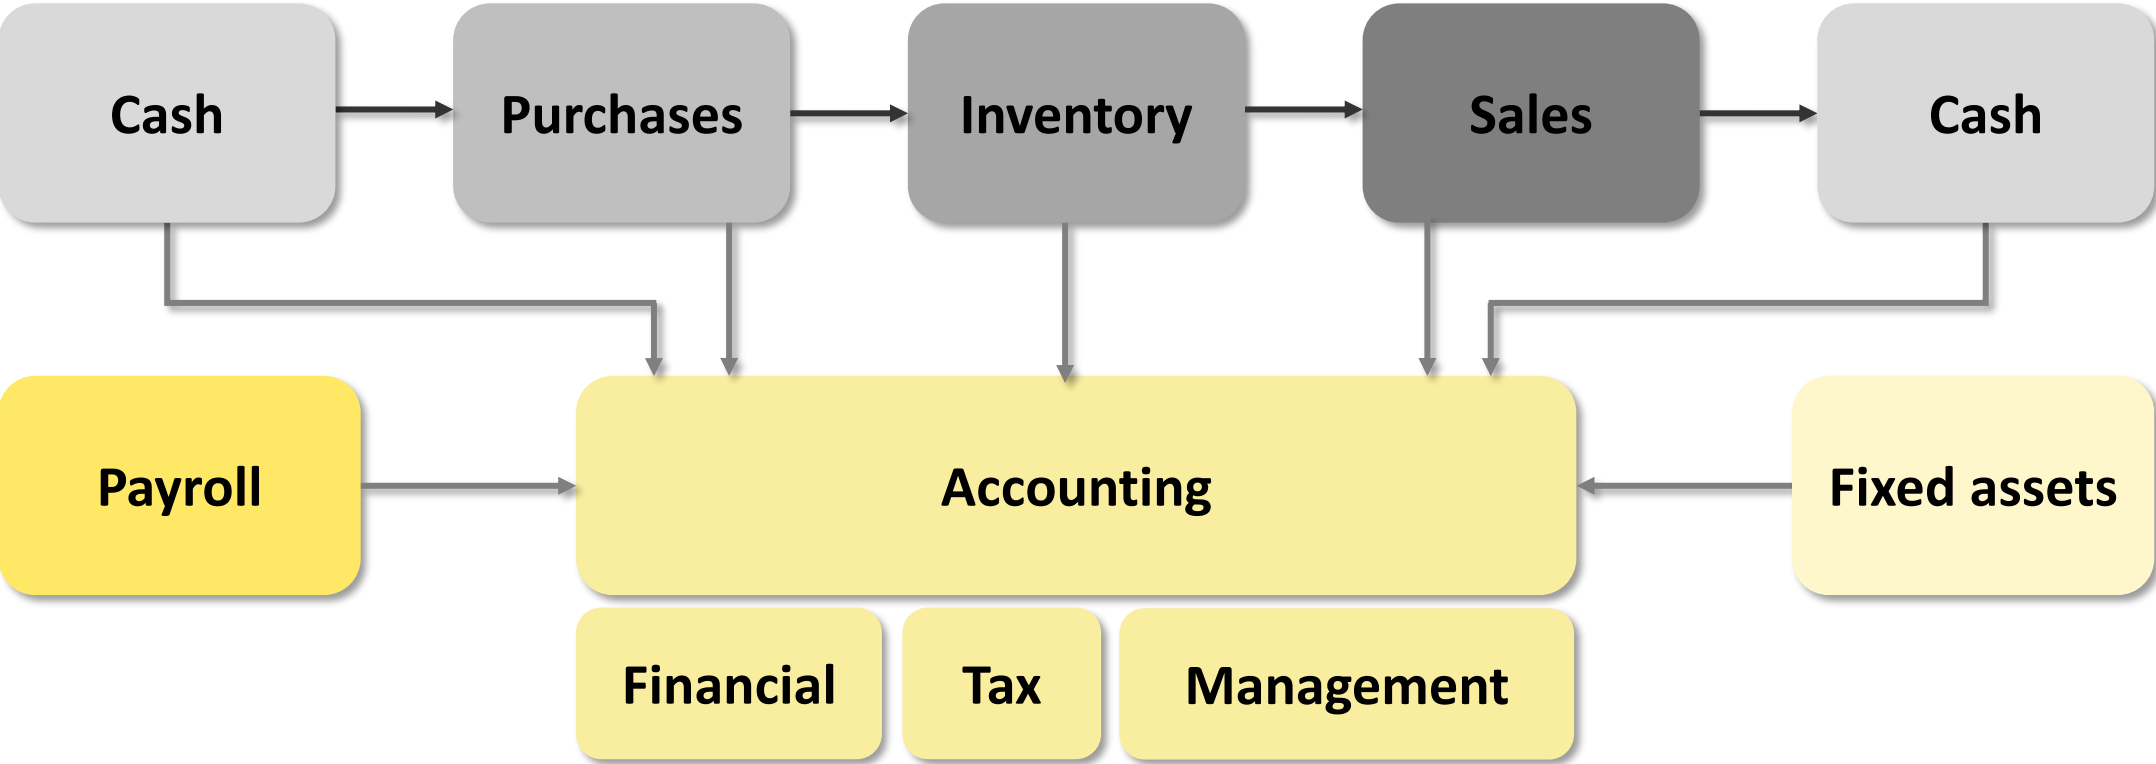 Cash
Purchases
Inventory
Sales
Cash
Payroll
Accounting
Fixed assets
Financial
Tax
Management